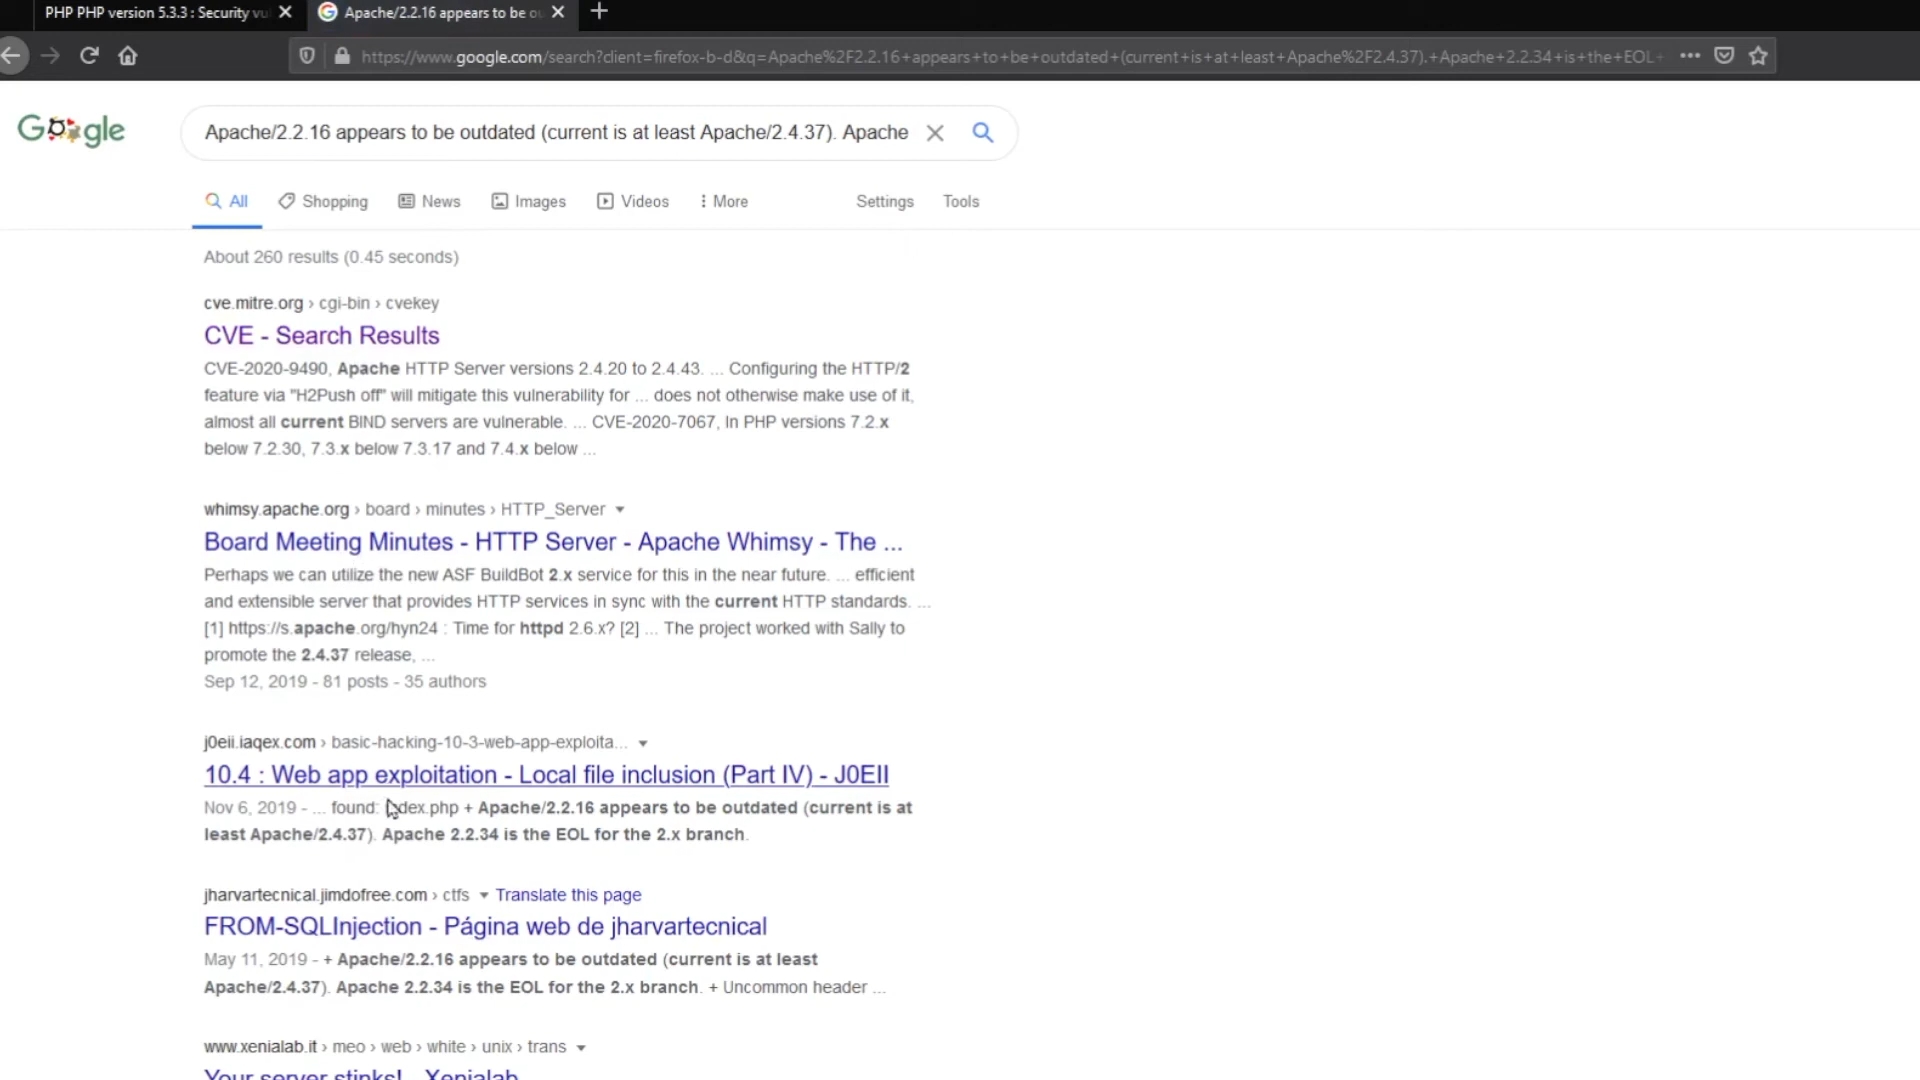 PHP PHP version 5.3.3 : Security vu
Apache/2.2.16 appears to be o
https://www.google.com/search?client=firefox-b-d&q=Apache%2F2.2.16+appears+to+be+outdated+(current+is+at+least+Apache%2F2.4.37).+Apache+2.2.34+is+the+EOL+
Google
Apache/2.2.16 appears to be outdated (current is at least Apache/2.4.37). Apache
All Shopping News Images Videos More Settings Tools
About 260 results (0.45 seconds)
cve.mitre.org › cgi-bin › cvekey
CVE - Search Results
CVE-2020-9490, Apache HTTP Server versions 2.4.20 to 2.4.43. ... Configuring the HTTP/2
feature via "H2Push off" will mitigate this vulnerability for ... does not otherwise make use of it,
almost all current BIND servers are vulnerable. ... CVE-2020-7067, In PHP versions 7.2.x
below 7.2.30, 7.3.x below 7.3.17 and 7.4.x below ...
whimsy.apache.org › board › minutes › HTTP_Server
Board Meeting Minutes - HTTP Server - Apache Whimsy - The ...
Perhaps we can utilize the new ASF BuildBot 2.x service for this in the near future. ... efficient
and extensible server that provides HTTP services in sync with the current HTTP standards. ...
[1] https://s.apache.org/hyn24 : Time for httpd 2.6.x? [2] ... The project worked with Sally to
promote the 2.4.37 release, ...
Sep 12, 2019 - 81 posts - 35 authors
j0eii.iaqex.com › basic-hacking-10-3-web-app-exploita...
10.4 : Web app exploitation - Local file inclusion (Part IV) - J0EII
Nov 6, 2019 - ... found: index.php + Apache/2.2.16 appears to be outdated (current is at
least Apache/2.4.37). Apache 2.2.34 is the EOL for the 2.x branch.
jharvartecnical.jimdofree.com › ctfs Translate this page
FROM-SQLInjection - Página web de jharvartecnical
May 11, 2019 - + Apache/2.2.16 appears to be outdated (current is at least
Apache/2.4.37). Apache 2.2.34 is the EOL for the 2.x branch. + Uncommon header ...
www.xenialab.it › meo › web › white › unix › trans
Your server stinks! - Xenialab